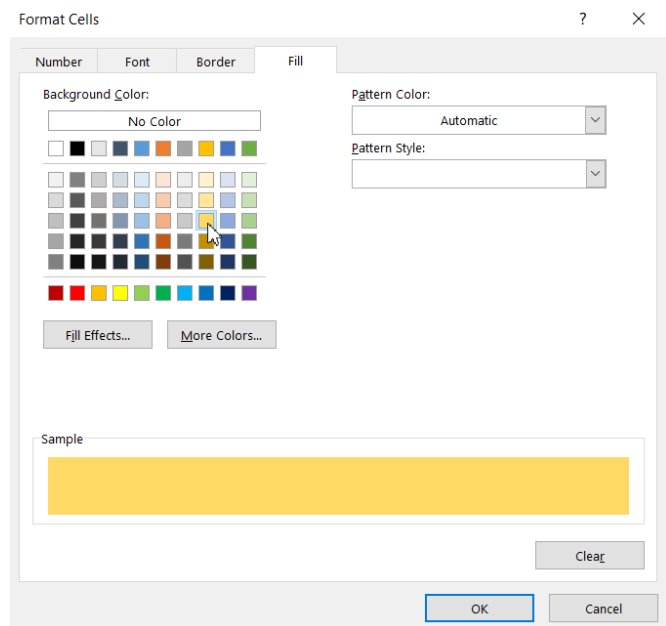 Format Cells
?
Number Font Border Fill
Background Color:
No Color
Pattern Color:
Automatic
Pattern Style:
Fill Effects...
More Colors...
Sample
Clear
OK Cancel